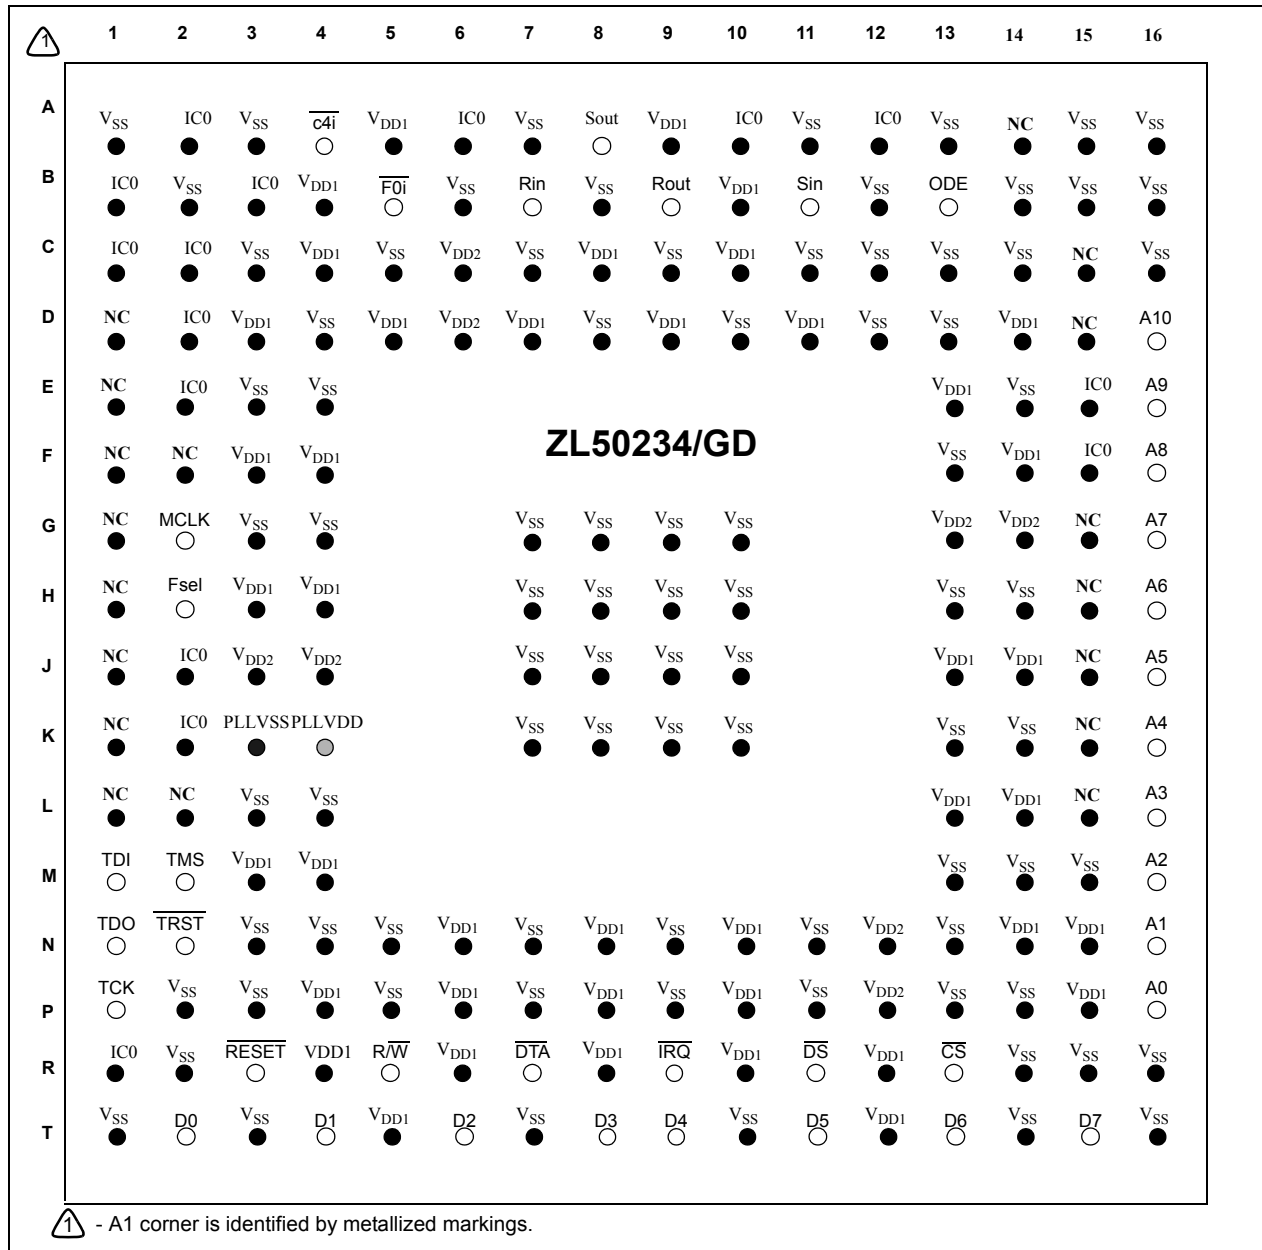 1 1 2 3 4 5 6 7 8 9 10 11 12 13 14 15 16
A VSS IC0 VSS c4i VDD1 IC0 VSS Sout VDD1 IC0 VSS IC0 VSS NC VSS VSS
B IC0 VSS IC0 VDD1 F0i VSS Rin VSS Rout VDD1 Sin VSS ODE VSS VSS VSS
C IC0 IC0 VSS VDD1 VSS VDD2 VSS VDD1 VSS VDD1 VSS VSS VSS VSS NC VSS
D NC IC0 VDD1 VSS VDD1 VDD2 VDD1 VSS VDD1 VSS VDD1 VSS VSS VDD1 NC A10
E NC IC0 VSS VSS VDD1 VSS IC0 A9
ZL50234/GD
F NC NC VDD1 VDD1 VSS VDD1 IC0 A8
G NC MCLK VSS VSS VSS VSS VSS VSS VDD2 VDD2 NC A7
H NC Fsel VDD1 VDD1 VSS VSS VSS VSS VSS VSS NC A6
J NC IC0 VDD2 VDD2 VSS VSS VSS VSS VDD1 VDD1 NC A5
K NC IC0 PLLVSS PLLVDD VSS VSS VSS VSS VSS VSS NC A4
L NC NC VSS VSS VDD1 VDD1 NC A3
M TDI TMS VDD1 VDD1 VSS VSS VSS A2
N TDO TRST VSS VSS VSS VDD1 VSS VDD1 VSS VDD1 VSS VDD2 VSS VDD1 VDD1 A1
P TCK VSS VSS VDD1 VSS VDD1 VSS VDD1 VSS VDD1 VSS VDD2 VSS VSS VDD1 A0
R IC0 VSS RESET VDD1 R/W VDD1 DTA VDD1 IRQ VDD1 DS VDD1 CS VSS VSS VSS
T VSS D0 VSS D1 VDD1 D2 VSS D3 D4 VSS D5 VDD1 D6 VSS D7 VSS
1 - A1 corner is identified by metallized markings.